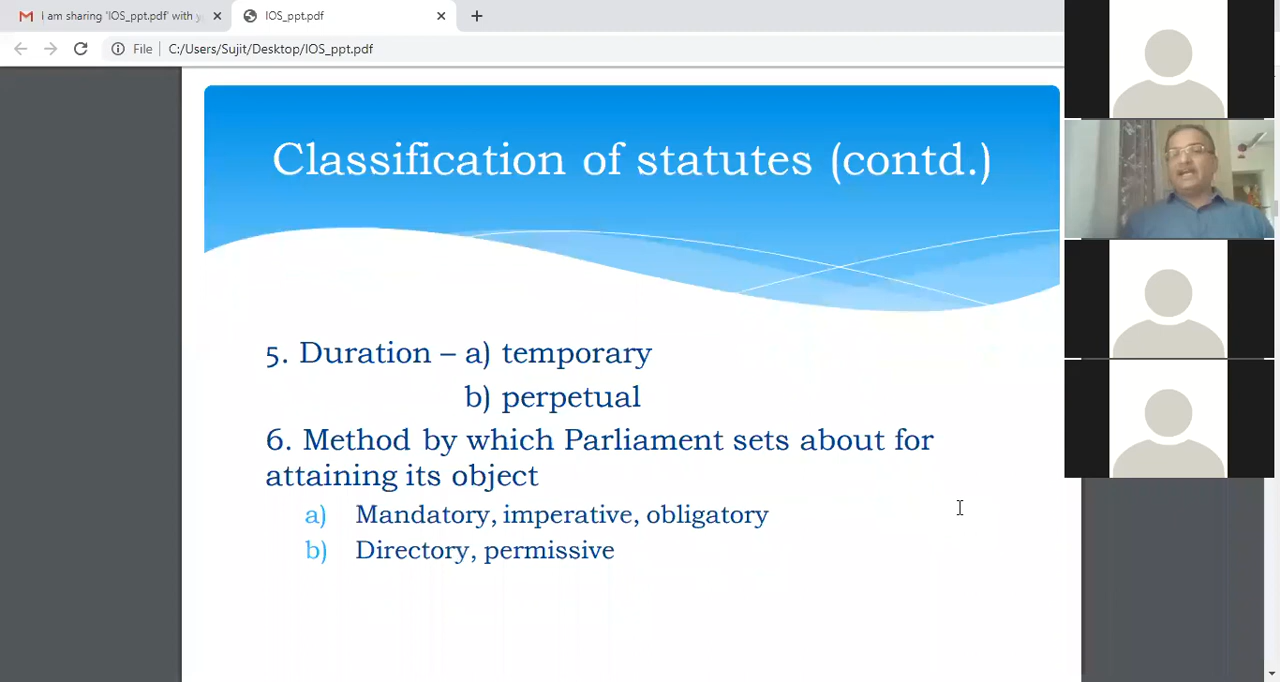 I am sharing 'IOS_ppt.pdf' with
IOS_ppt.pdf
File
C:/Users/Sujit/Desktop/IOS_ppt.pdf
Classification of statutes (contd.)
5. Duration – a) temporary
b) perpetual
6. Method by which Parliament sets about for
attaining its object
a) Mandatory, imperative, obligatory
b) Directory, permissive